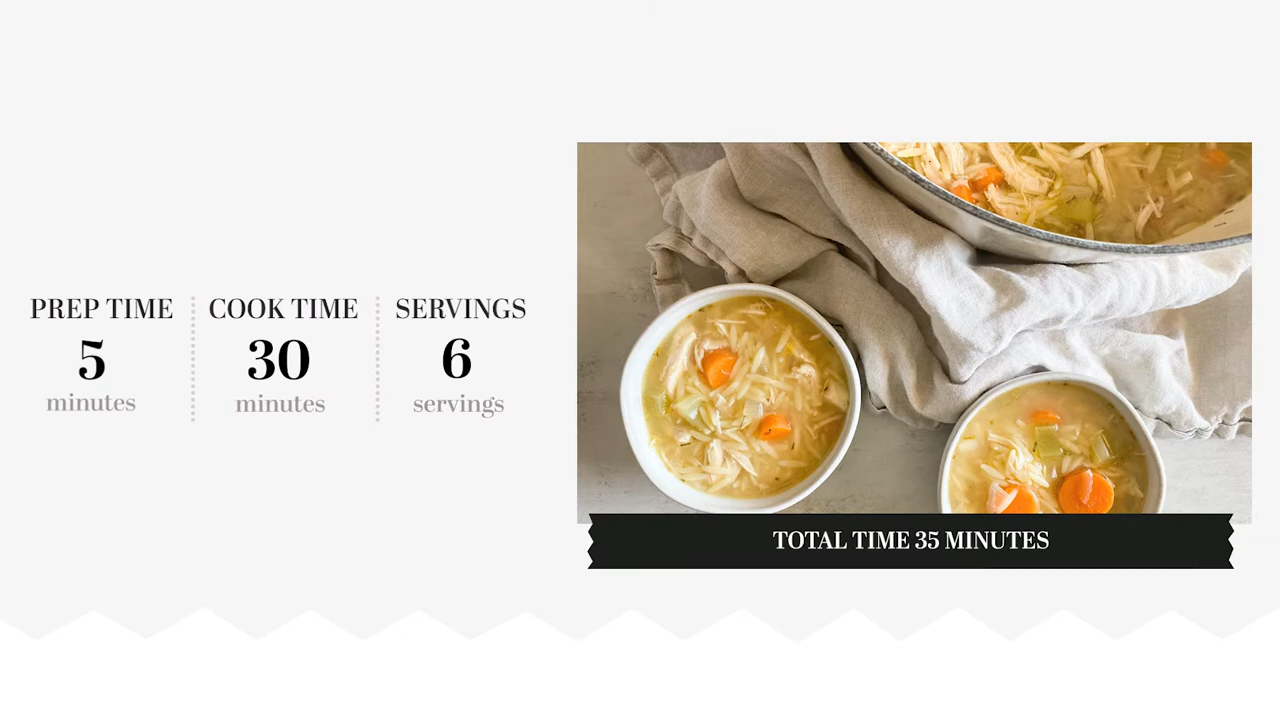 PREP TIME
5
minutes
COOK TIME
30
minutes
SERVINGS
6
servings
TOTAL TIME 35 MINUTES